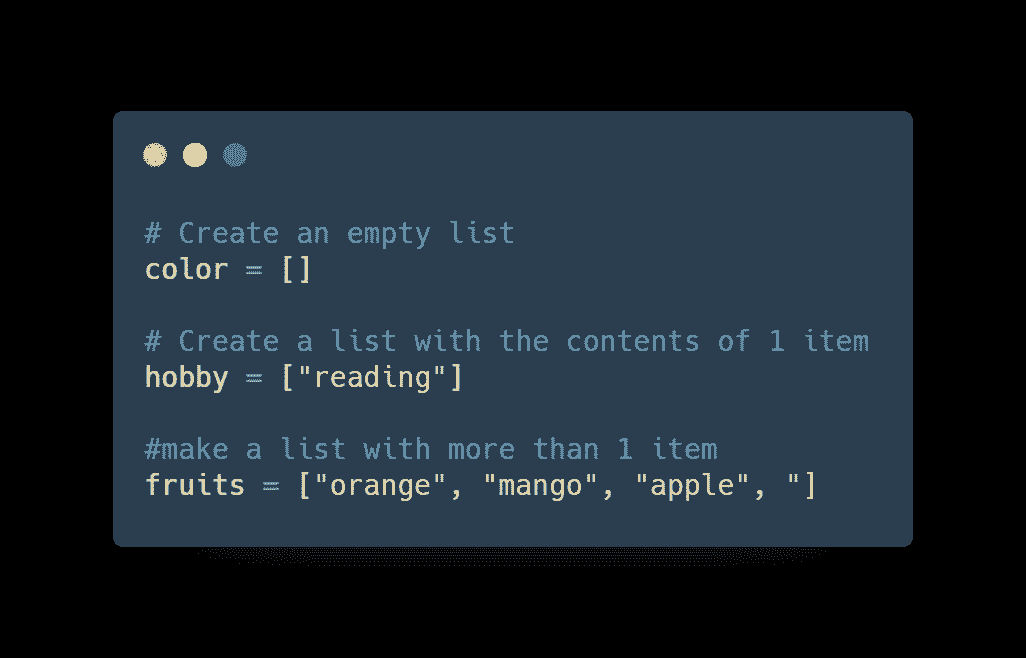 # Create an empty list
color = []
# Create a list with the contents of 1 item
hobby = ["reading"]
#make a list with more than 1 item
fruits = ["orange", "mango", "apple", "]